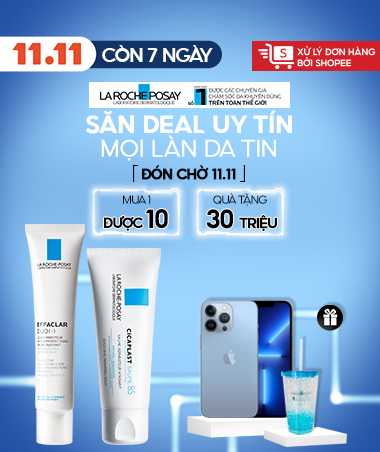 11.11 CÒN 7 NGÀY
S XỬ LÝ ĐƠN HÀNG
BỞI SHOPEE
LA ROCHE-POSAY
LABORATOIRE DERMATOLOGIQUE
SỐ 1
ĐƯỢC CÁC CHUYÊN GIA
CHĂM SÓC DA KHUYÊN DÙNG
TRÊN TOÀN THẾ GIỚI
SĂN DEAL UY TÍN
MỌI LÀN DA TIN
ĐÓN CHỜ 11.11
MUA 1
ĐƯỢC 10
QUÀ TẶNG
30 TRIỆU
LA ROCHE-POSAY
EFFACLAR
DUO(+)
LA ROCHE-POSAY
CICAPLAST
BAUME B5